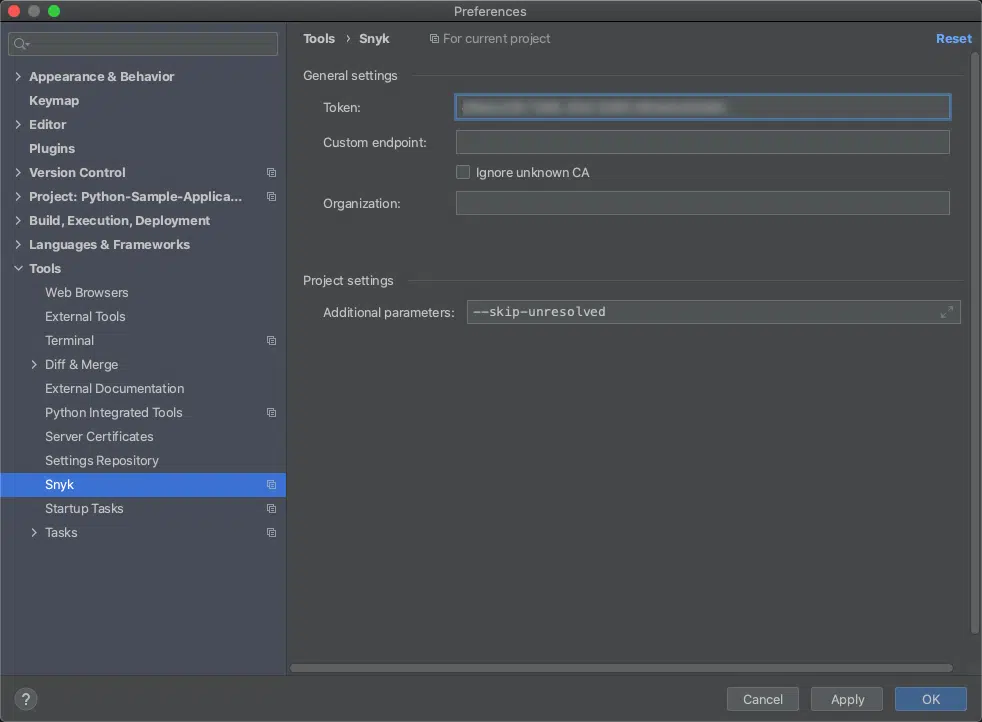 Preferences
Appearance & Behavior
Keymap
Editor
Plugins
Version Control
Project: Python-Sample-Applica...
Build, Execution, Deployment
Languages & Frameworks
Tools
Web Browsers
External Tools
Terminal
Diff & Merge
External Documentation
Python Integrated Tools
Server Certificates
Settings Repository
Snyk
Startup Tasks
Tasks
Tools › Snyk For current project Reset
General settings
Token:
Custom endpoint:
Ignore unknown CA
Organization:
Project settings
Additional parameters: --skip-unresolved
? Cancel Apply OK